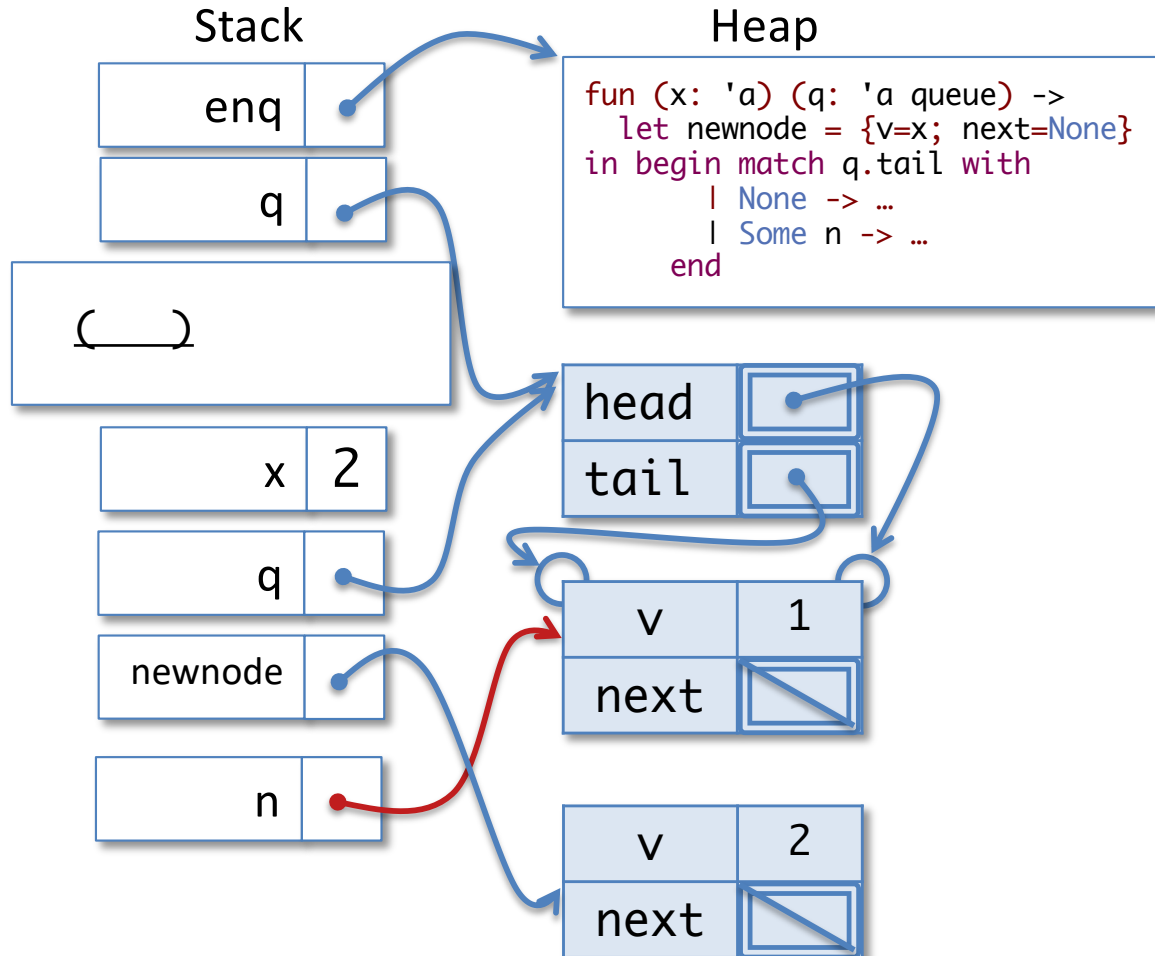 Stack
Heap
enq
q
fun (x: 'a) (q: 'a queue) ->
let newnode = {v=x; next=None}
in begin match q.tail with
| None -> …
| Some n -> …
end
(      )
head
tail
x 2
q
newnode
n
v 1
next
v 2
next